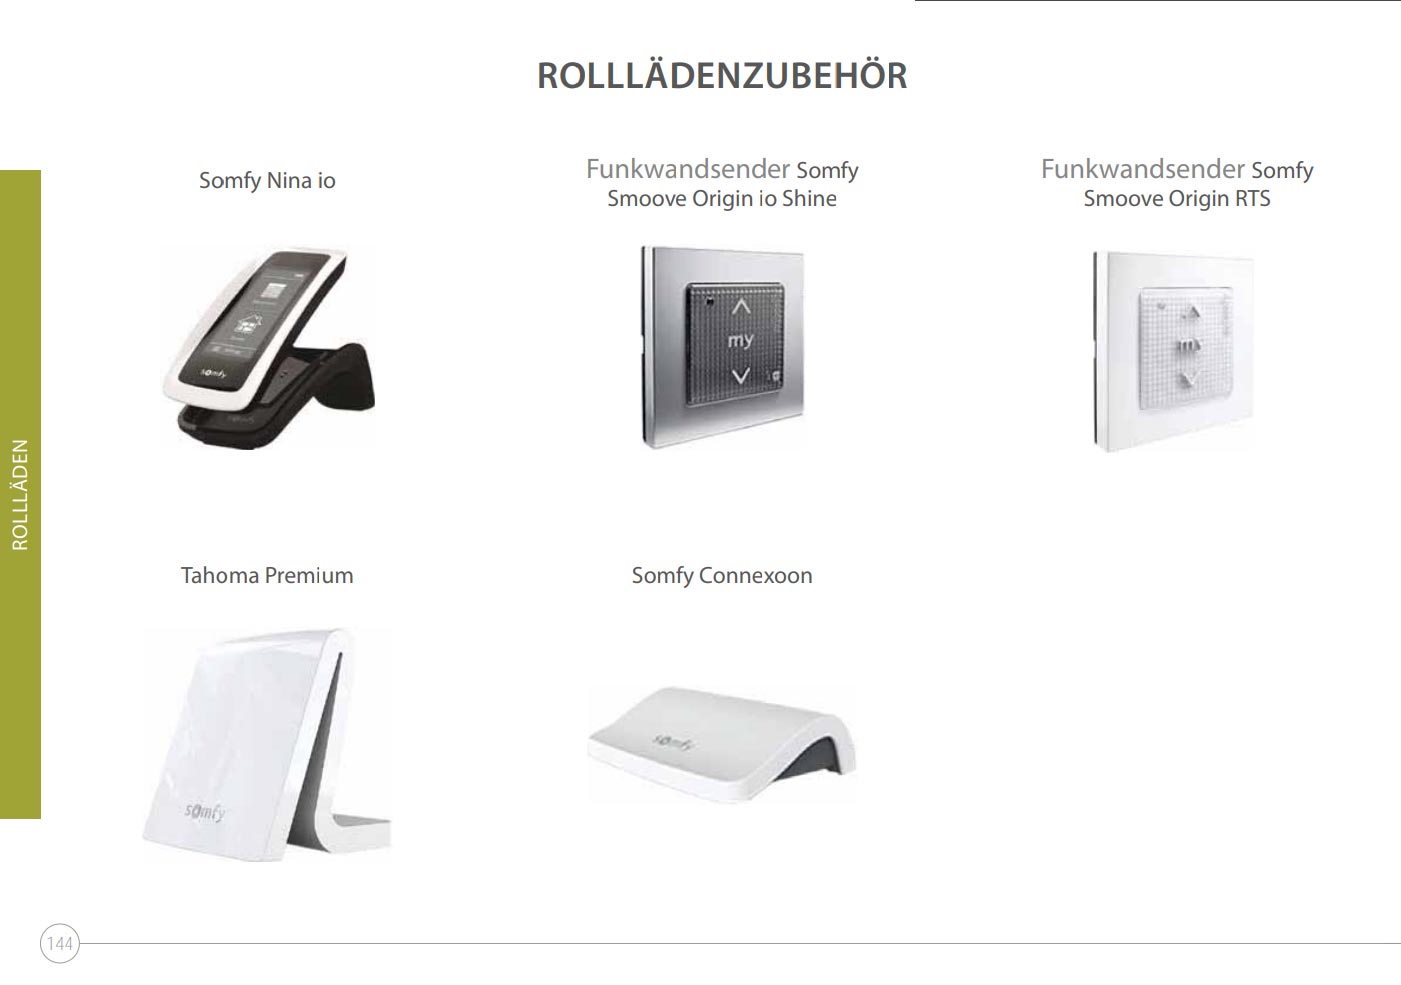 ROLLLÄDENZUBEHÖR
Somfy Nina io
somfy
somfy
Funkwandsender Somfy
Smoove Origin io Shine
my
Funkwandsender Somfy
Smoove Origin RTS
ROLLLÄDEN
Tahoma Premium
somfy
Somfy Connexoon
somfy
144